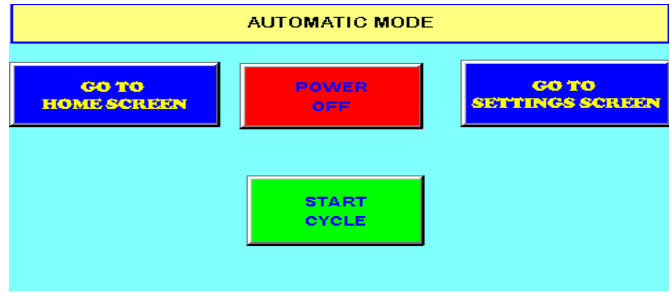 AUTOMATIC MODE
GO TO
HOME SCREEN
POWER
OFF
GO TO
SETTINGS SCREEN
START
CYCLE